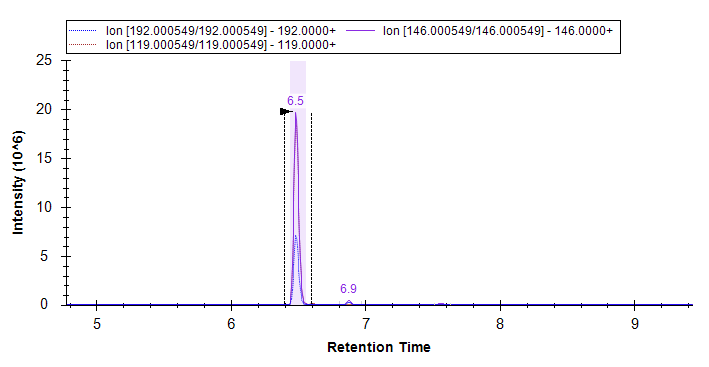 Ion [192.000549/192.000549] - 192.0000+ Ion [146.000549/146.000549] - 146.0000+
Ion [119.000549/119.000549] - 119.0000+
25
20
15
10
5
0
Intensity (10^6)
6.5
6.9
5 6 7 8 9
Retention Time